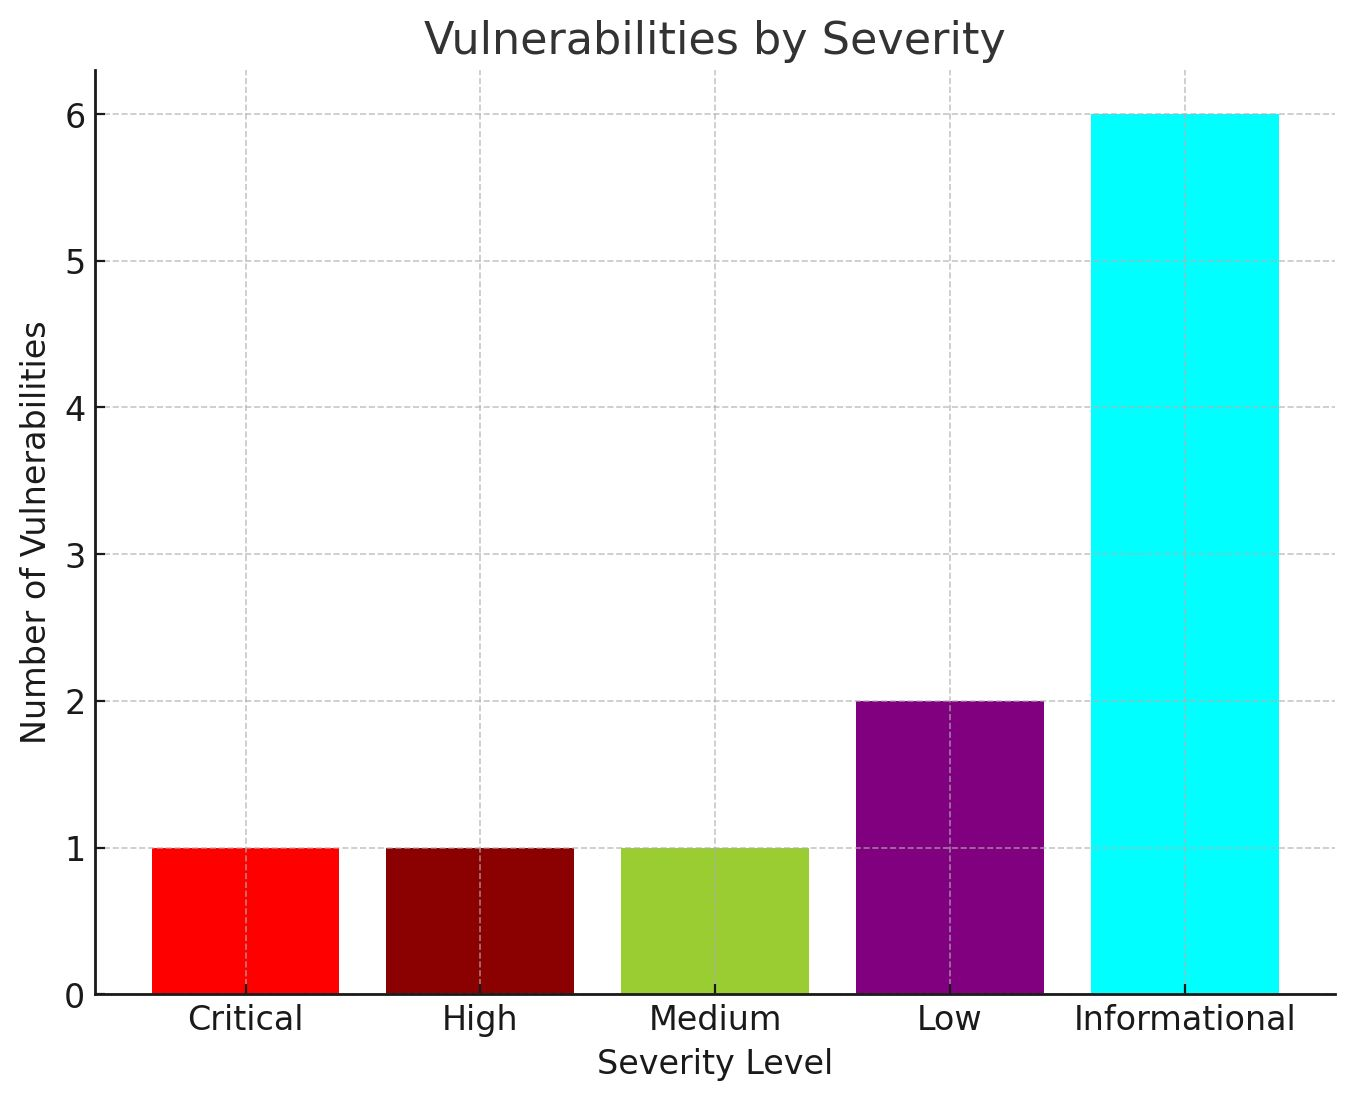 Vulnerabilities by Severity
Number of Vulnerabilities
6
5
4
3
2
1
0
Critical High Medium Low Informational
Severity Level